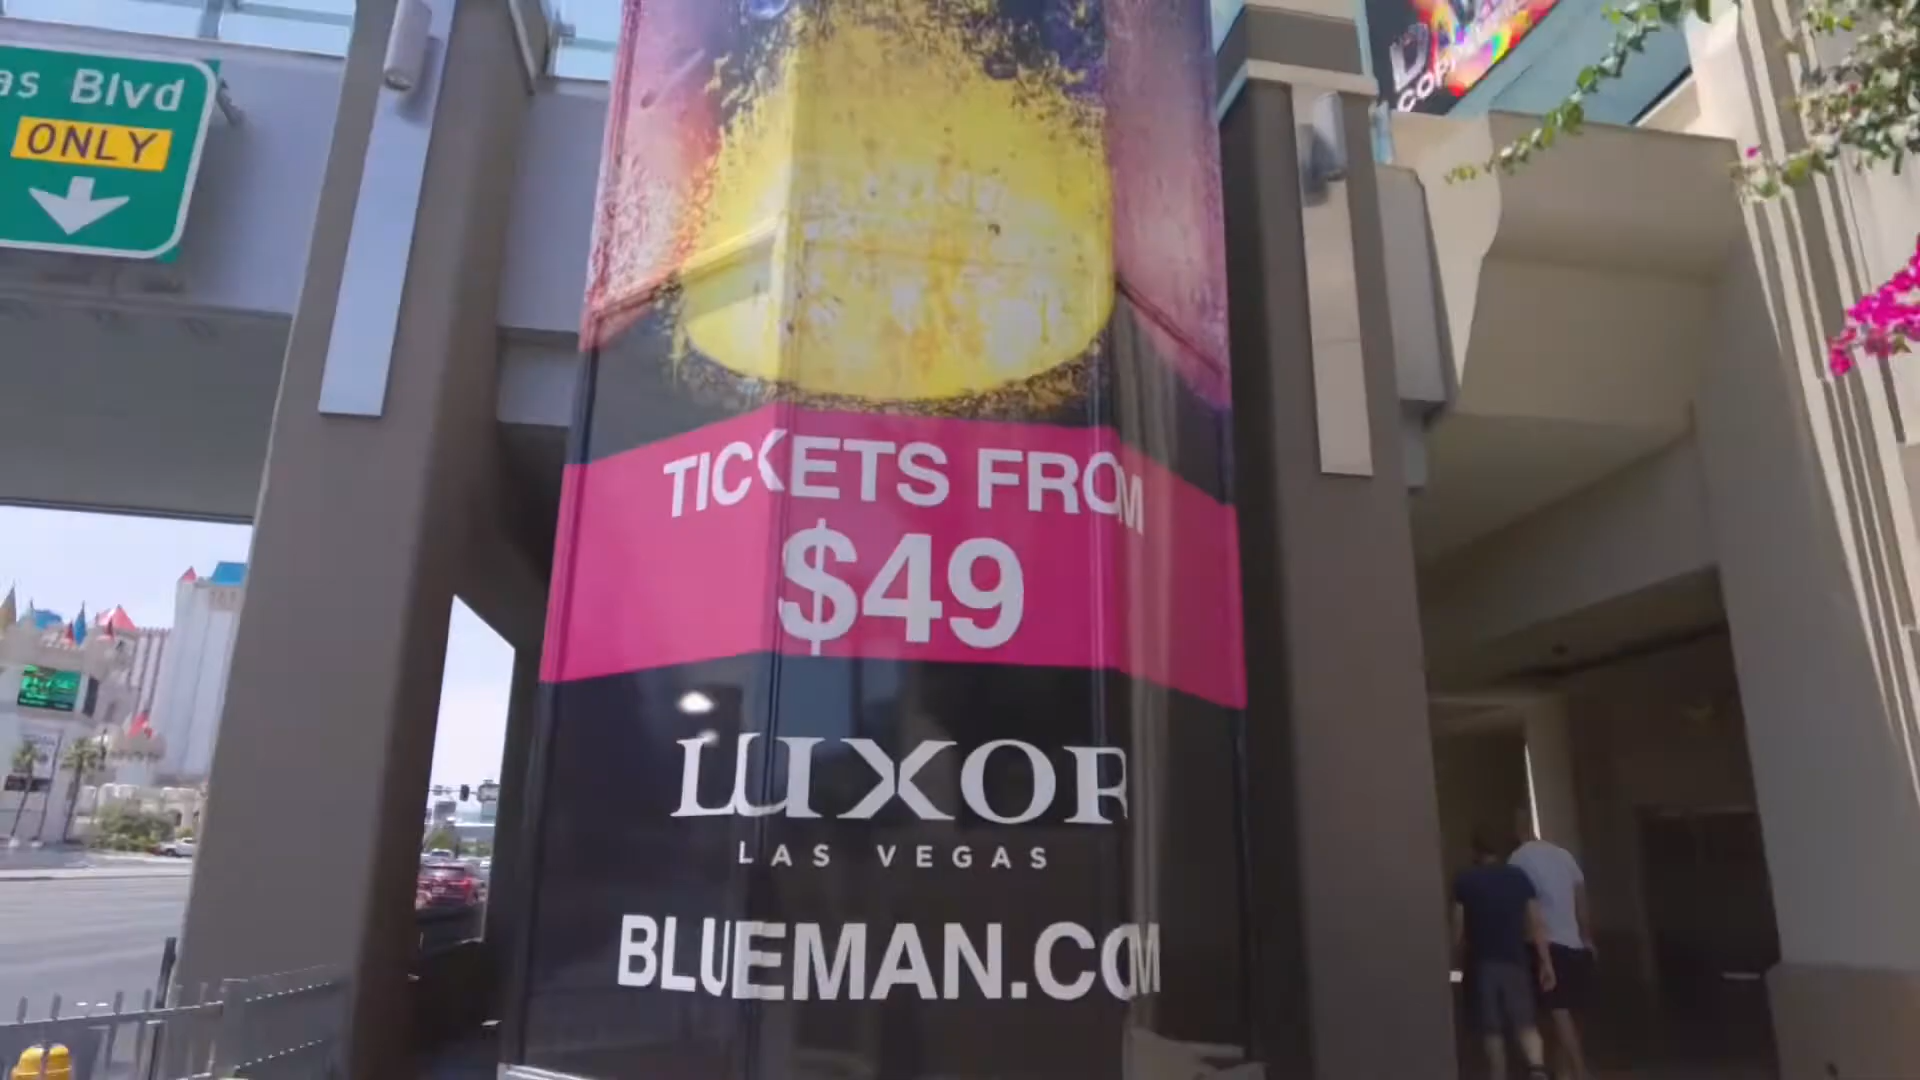 as Blvd
ONLY
TICKETS FROM
$49
LUXOR
LAS VEGAS
BLUEMAN.COM